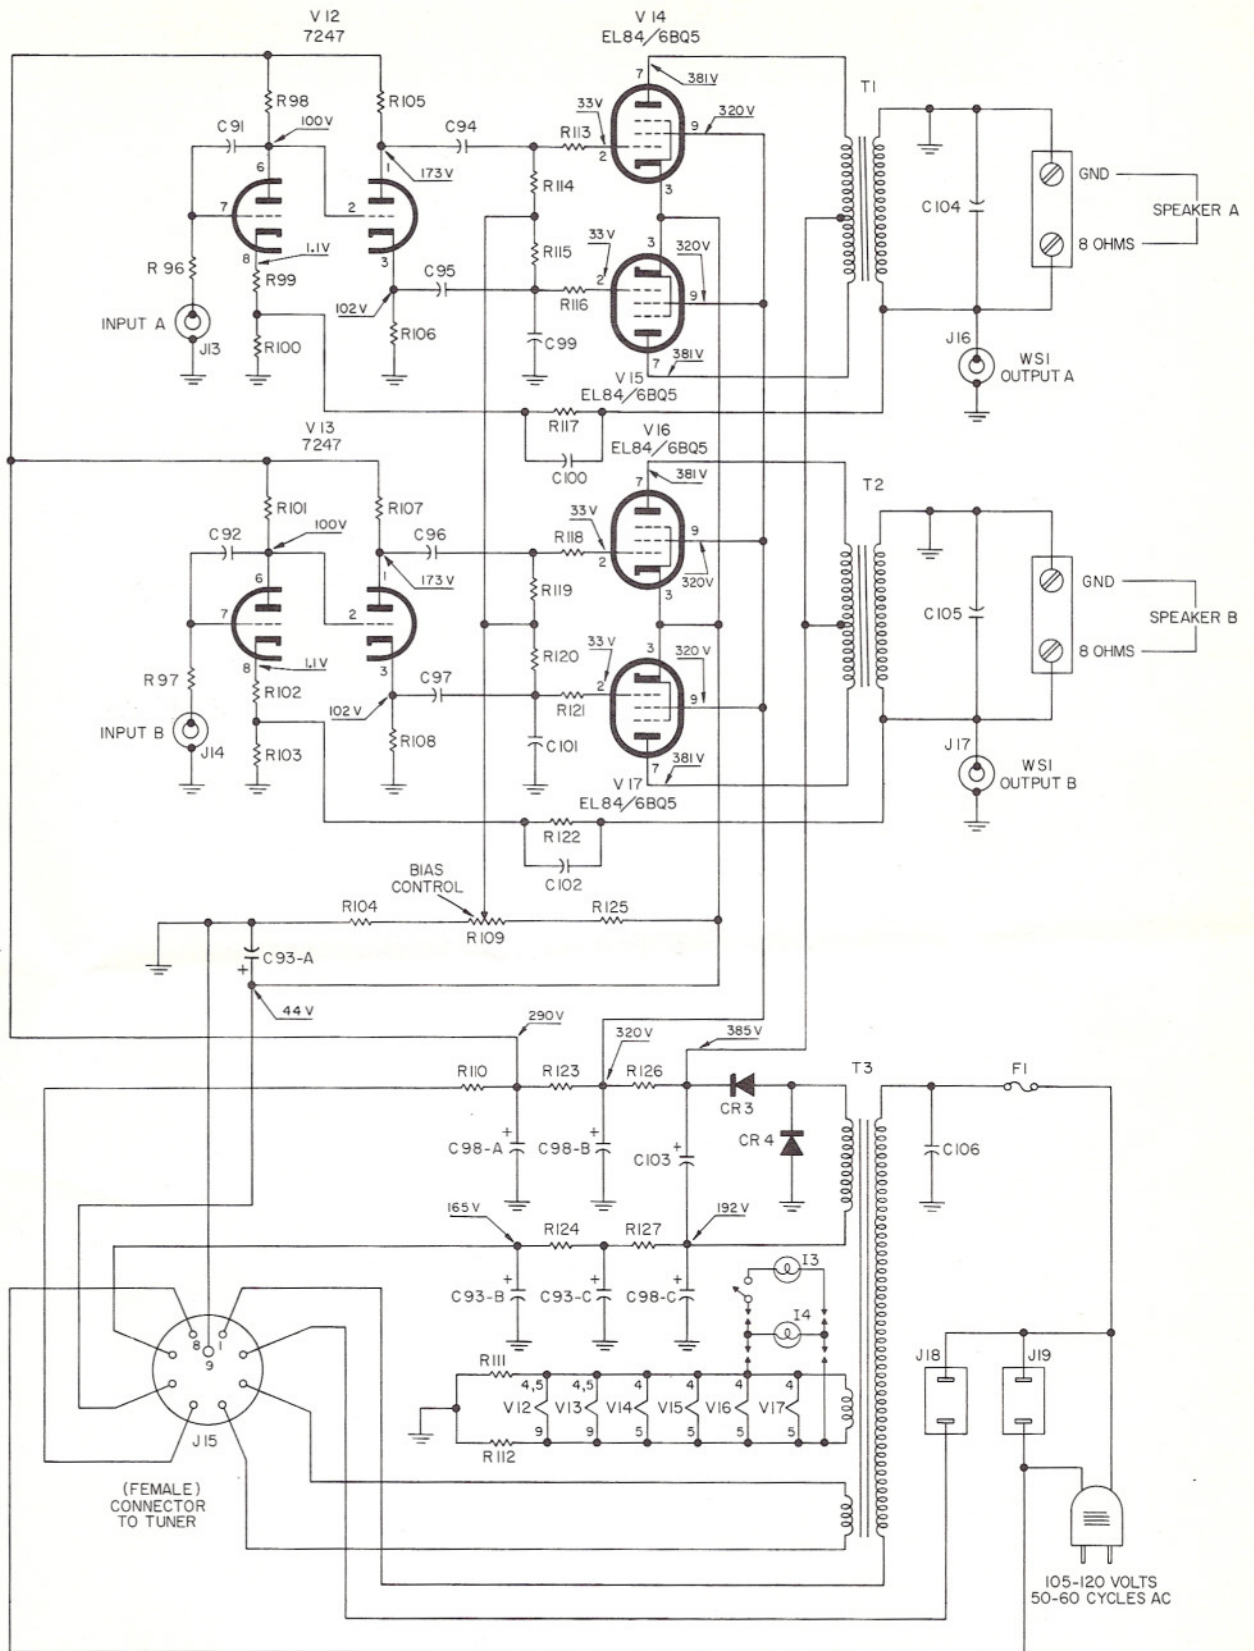 V12
7247
V14
EL84/6BQ5
7
381V
T1
R98
R105
C91
100V
C94
33V
R113
320V
9
2
6
1
173V
R114
3
GND
7
2
C104
SPEAKER A
R96
8
1.1V
3
C95
R115
33V
3
320V
2
9
8 OHMS
R99
102V
R116
INPUT A
J13
R100
R106
C99
7
381V
J16
WSI
OUTPUT A
V15
EL84/6BQ5
R117
V13
7247
C100
V16
EL84/6BQ5
7
381V
T2
R101
R107
C92
100V
C96
33V
R118
9
2
320V
6
1
173V
R119
3
GND
7
2
C105
SPEAKER B
R97
8
1.1V
3
C97
R120
33V
3
320V
2
9
8 OHMS
R102
102V
R121
INPUT B
J14
R103
R108
C101
7
381V
J17
WSI
OUTPUT B
V17
EL84/6BQ5
R122
C102
BIAS
CONTROL
R104
R109
R125
C93-A
+
44V
290V
320V
385V
R110
R123
R126
CR3
T3
F1
CR4
+
C98-A
+
C98-B
+
C103
C106
165V
R124
R127
192V
I3
+
C93-B
+
C93-C
+
C98-C
I4
8
1
9
J15
J18
J19
R111
4,5
4,5
4
4
4
4
V12
V13
V14
V15
V16
V17
9
9
5
5
5
5
R112
(FEMALE)
CONNECTOR
TO TUNER
105-120 VOLTS
50-60 CYCLES AC